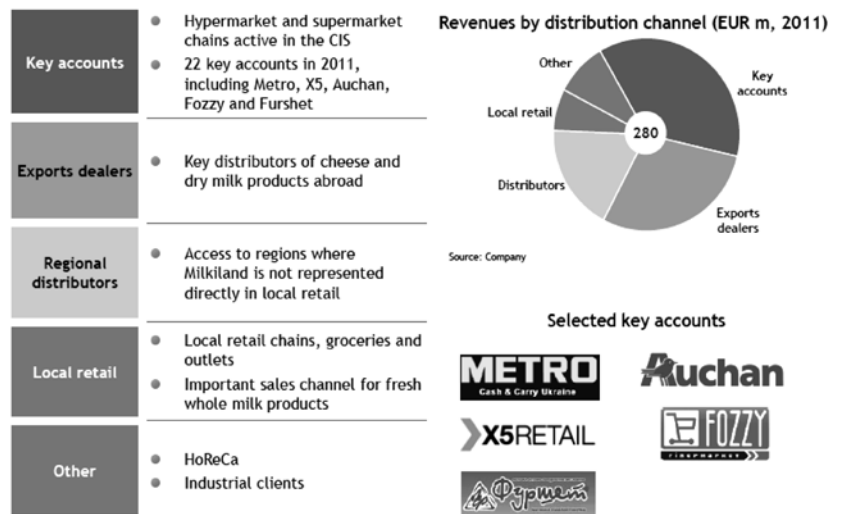 Key accounts
Hypermarket and supermarket
chains active in the CIS
22 key accounts in 2011,
including Metro, X5, Auchan,
Fozzy and Furshet
Exports dealers
Key distributors of cheese and
dry milk products abroad
Regional
distributors
Access to regions where
Milkiland is not represented
directly in local retail
Local retail
Local retail chains, groceries and
outlets
Important sales channel for fresh
whole milk products
Other
HoReCa
Industrial clients
Revenues by distribution channel (EUR m, 2011)
Other
Key
accounts
Local retail
280
Distributors
Exports
dealers
Source: Company
Selected key accounts
METRO
Cash & Carry Ukraine
Auchan
X5RETAIL
FOZZY
Фуршет